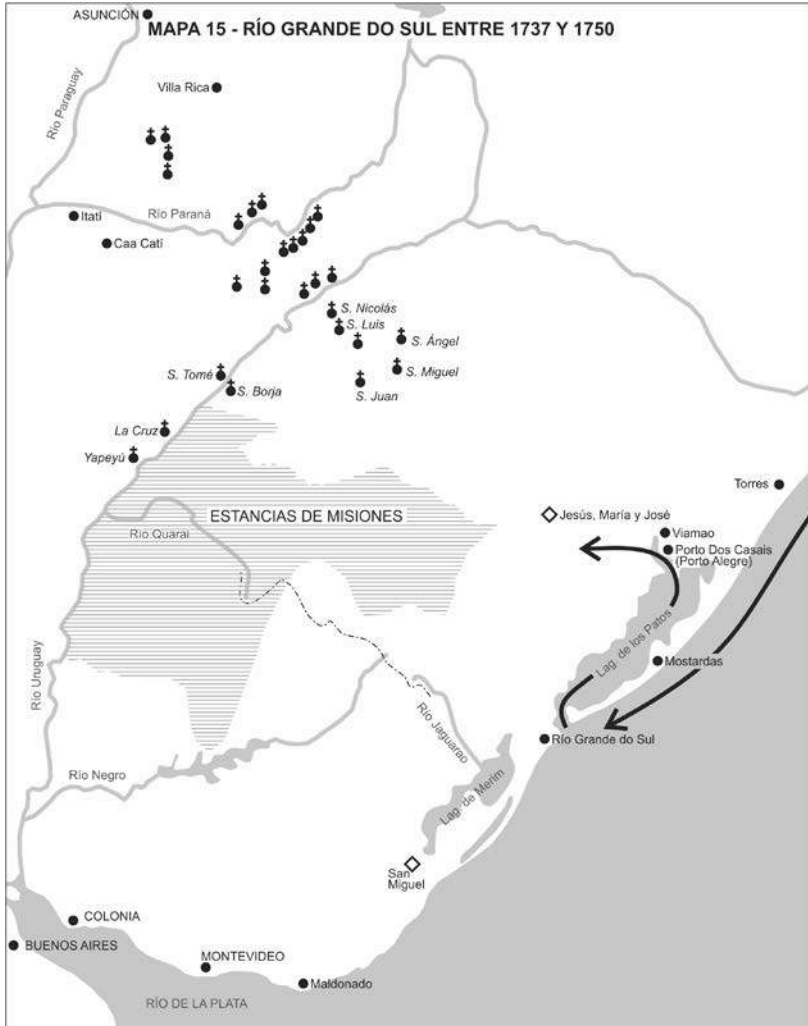 ASUNCIÓN
MAPA 15 - RÍO GRANDE DO SUL ENTRE 1737 Y 1750
Villa Rica
Río Paraguay
Itatí
Río Paraná
Caa Catí
S. Nicolás
S. Luis
S. Ángel
S. Miguel
S. Juan
S. Tomé
S. Borja
La Cruz
Yapeyú
Torres
ESTANCIAS DE MISIONES
Jesús, María y José
Río Quaraí
Viamao
Porto Dos Casais
(Porto Alegre)
Lag. de los Patos
Mostardas
Río Uruguay
Río Jaguarao
Río Grande do Sul
Río Negro
Lag. de Merim
San
Miguel
COLONIA
BUENOS AIRES
MONTEVIDEO
Maldonado
RÍO DE LA PLATA